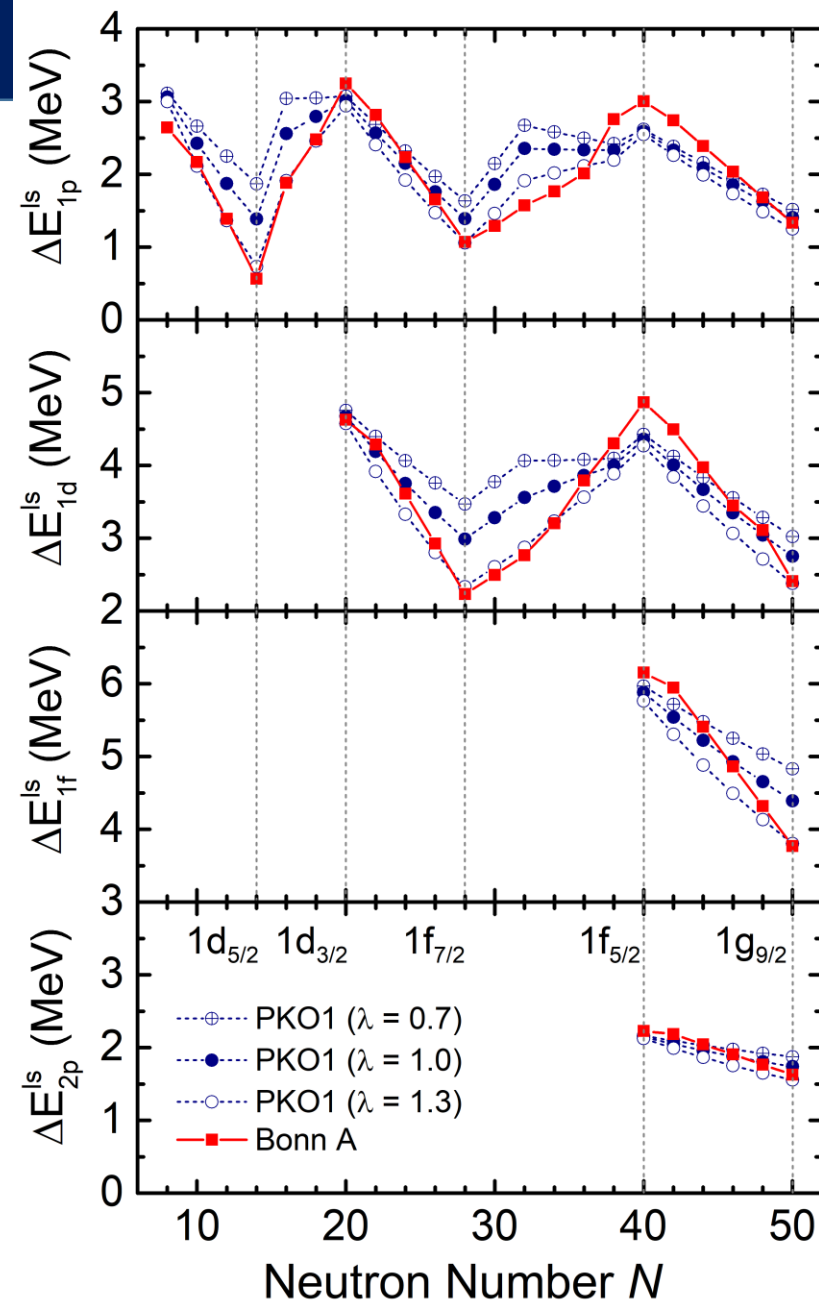 4
3
2
1
0
ΔE^ls_1p (MeV)
5
4
3
2
ΔE^ls_1d (MeV)
6
5
4
3
ΔE^ls_1f (MeV)
1d5/2 1d3/2 1f7/2 1f5/2 1g9/2
3
2
1
0
ΔE^ls_2p (MeV)
PKO1 (λ = 0.7)
PKO1 (λ = 1.0)
PKO1 (λ = 1.3)
Bonn A
10 20 30 40 50
Neutron Number N